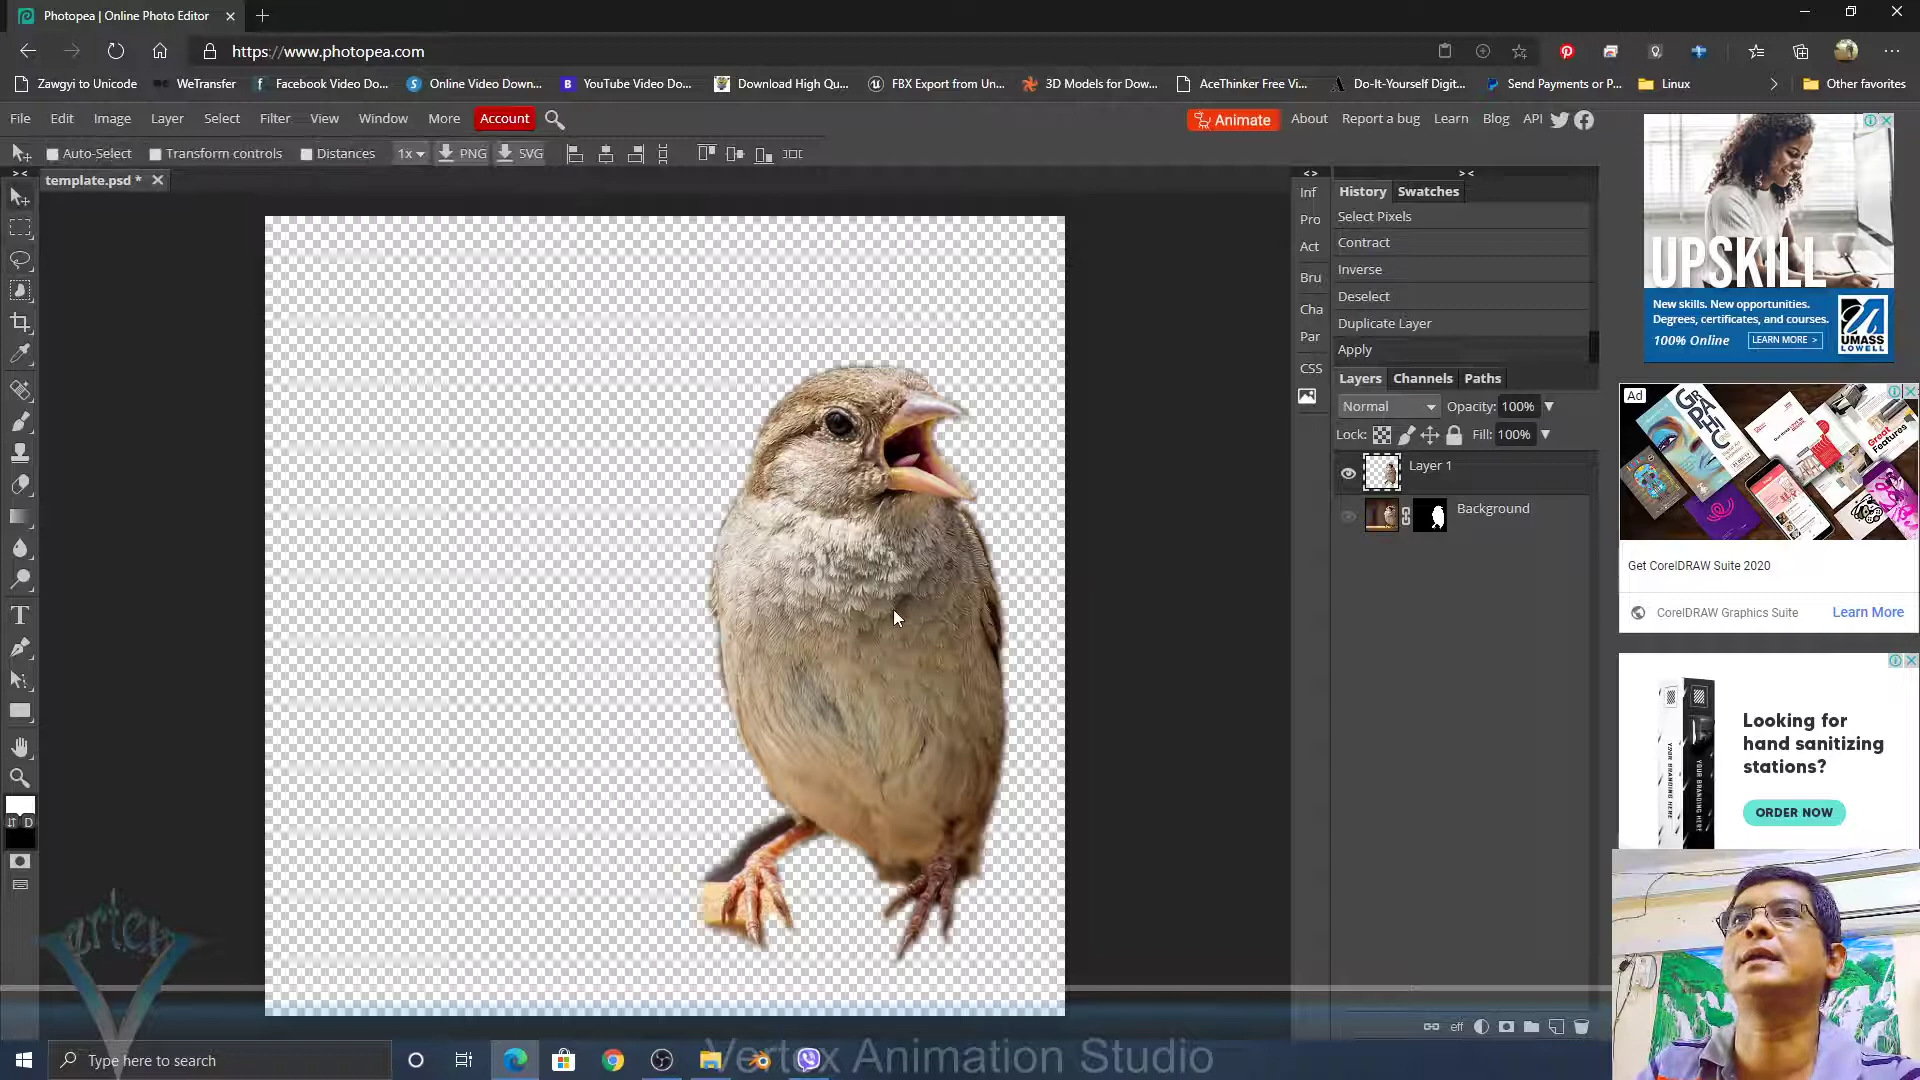 Photopea | Online Photo Editor
https://www.photopea.com
Zawgyi to Unicode WeTransfer Facebook Video Do... Online Video Down... YouTube Video Do... Download High Qu... FBX Export from Un... 3D Models for Dow... AceThinker Free Vi... Do-It-Yourself Digit... Send Payments or P... Linux Other favorites
File Edit Image Layer Select Filter View Window More Account Animate About Report a bug Learn Blog API
Auto-Select Transform controls Distances 1x PNG SVG
template.psd *
Inf
Pro
Act
Bru
Cha
Par
CSS
History Swatches
Select Pixels
Contract
Inverse
Deselect
Duplicate Layer
Apply
Layers Channels Paths
Normal Opacity: 100%
Lock: Fill: 100%
Layer 1
Background
eff
T
D
UPSKILL
New skills. New opportunities.
Degrees, certificates, and courses.
100% Online LEARN MORE >
UMASS
LOWELL
Ad
Get CorelDRAW Suite 2020
CorelDRAW Graphics Suite Learn More
Looking for
hand sanitizing
stations?
ORDER NOW
YOUR BRANDING HERE
YOUR BRANDING HERE
Type here to search
Vertex Animation Studio